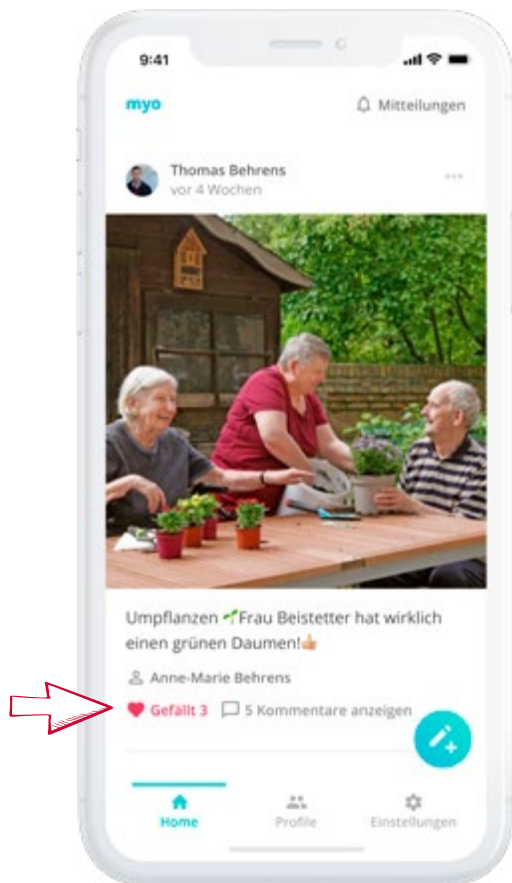 9:41
myo
Mitteilungen
Thomas Behrens
vor 4 Wochen
Umpflanzen 🌱Frau Beistetter hat wirklich
einen grünen Daumen!👍
Anne-Marie Behrens
Gefällt 3 5 Kommentare anzeigen
Home Profile Einstellungen